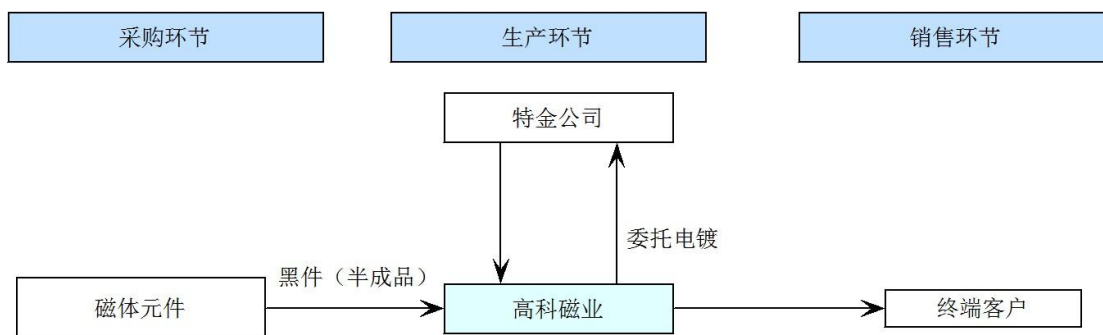 采购环节
生产环节
销售环节
特金公司
委托电镀
黑件（半成品）
磁体元件
高科磁业
终端客户